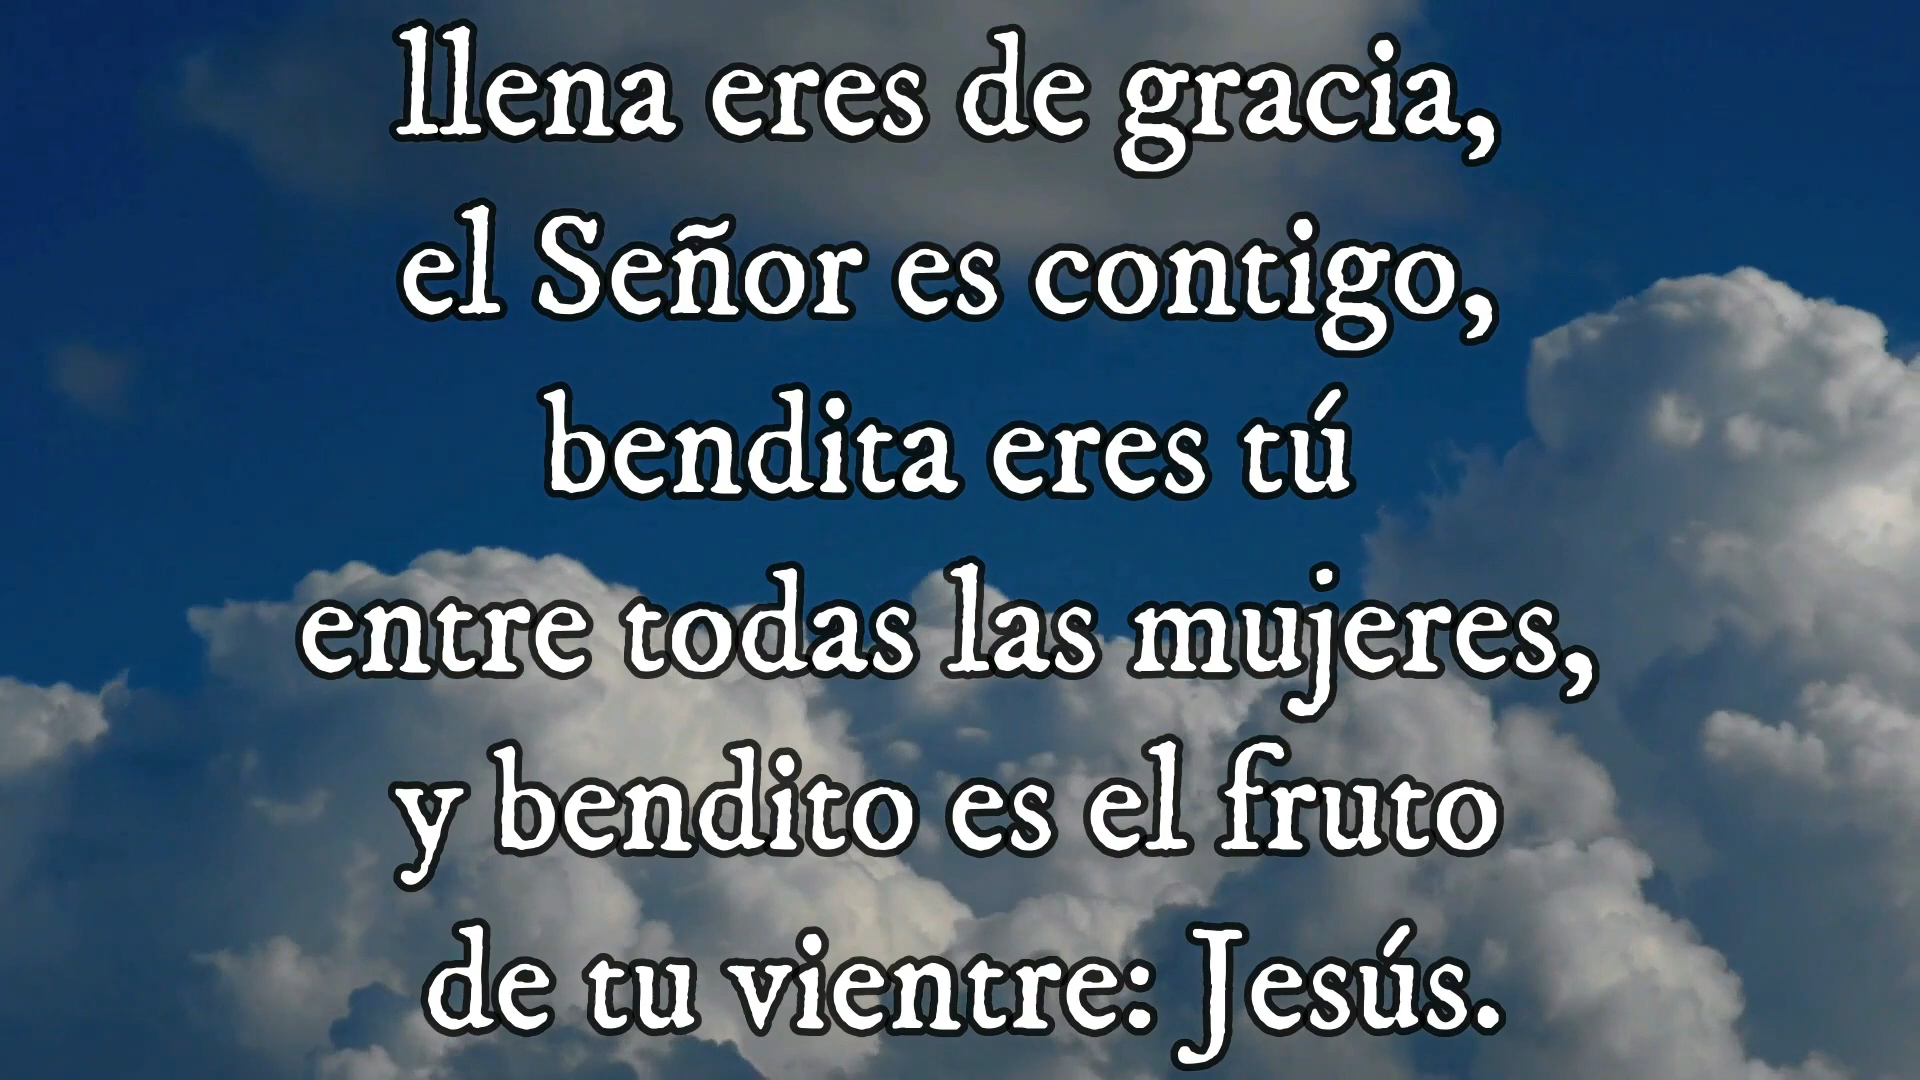 llena eres de gracia,
el Señor es contigo,
bendita eres tú
entre todas las mujeres,
y bendito es el fruto
de tu vientre: Jesús.